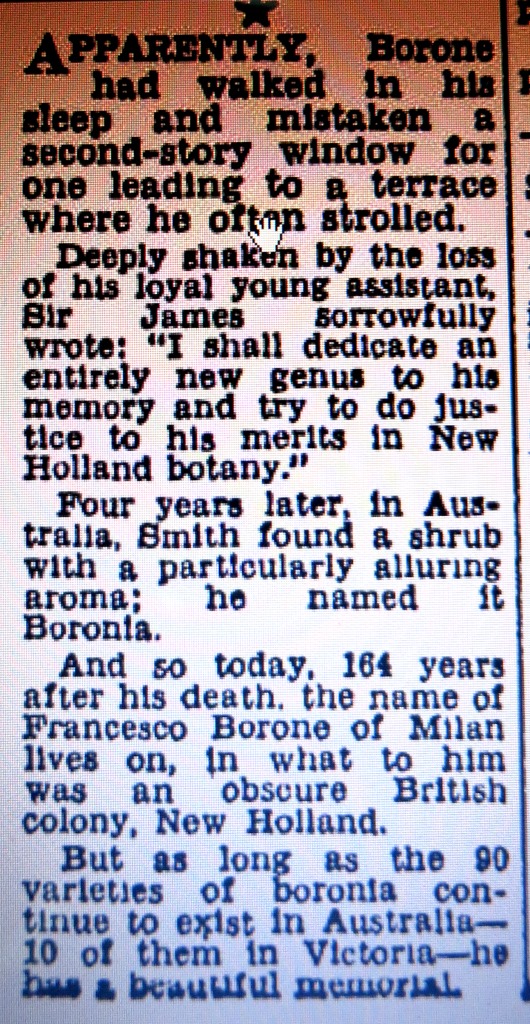 APPARENTLY, Borone
had walked in his
sleep and mistaken a
second-story window for
one leading to a terrace
where he often strolled.
Deeply shaken by the loss
of his loyal young assistant,
Sir James sorrowfully
wrote: "I shall dedicate an
entirely new genus to his
memory and try to do jus-
tice to his merits in New
Holland botany."
Four years later, in Aus-
tralia, Smith found a shrub
with a particularly alluring
aroma; he named it
Boronia.
And so today, 164 years
after his death, the name of
Francesco Borone of Milan
lives on, in what to him
was an obscure British
colony, New Holland.
But as long as the 90
varieties of boronia con-
tinue to exist in Australia—
10 of them in Victoria—he
has a beautiful memorial.